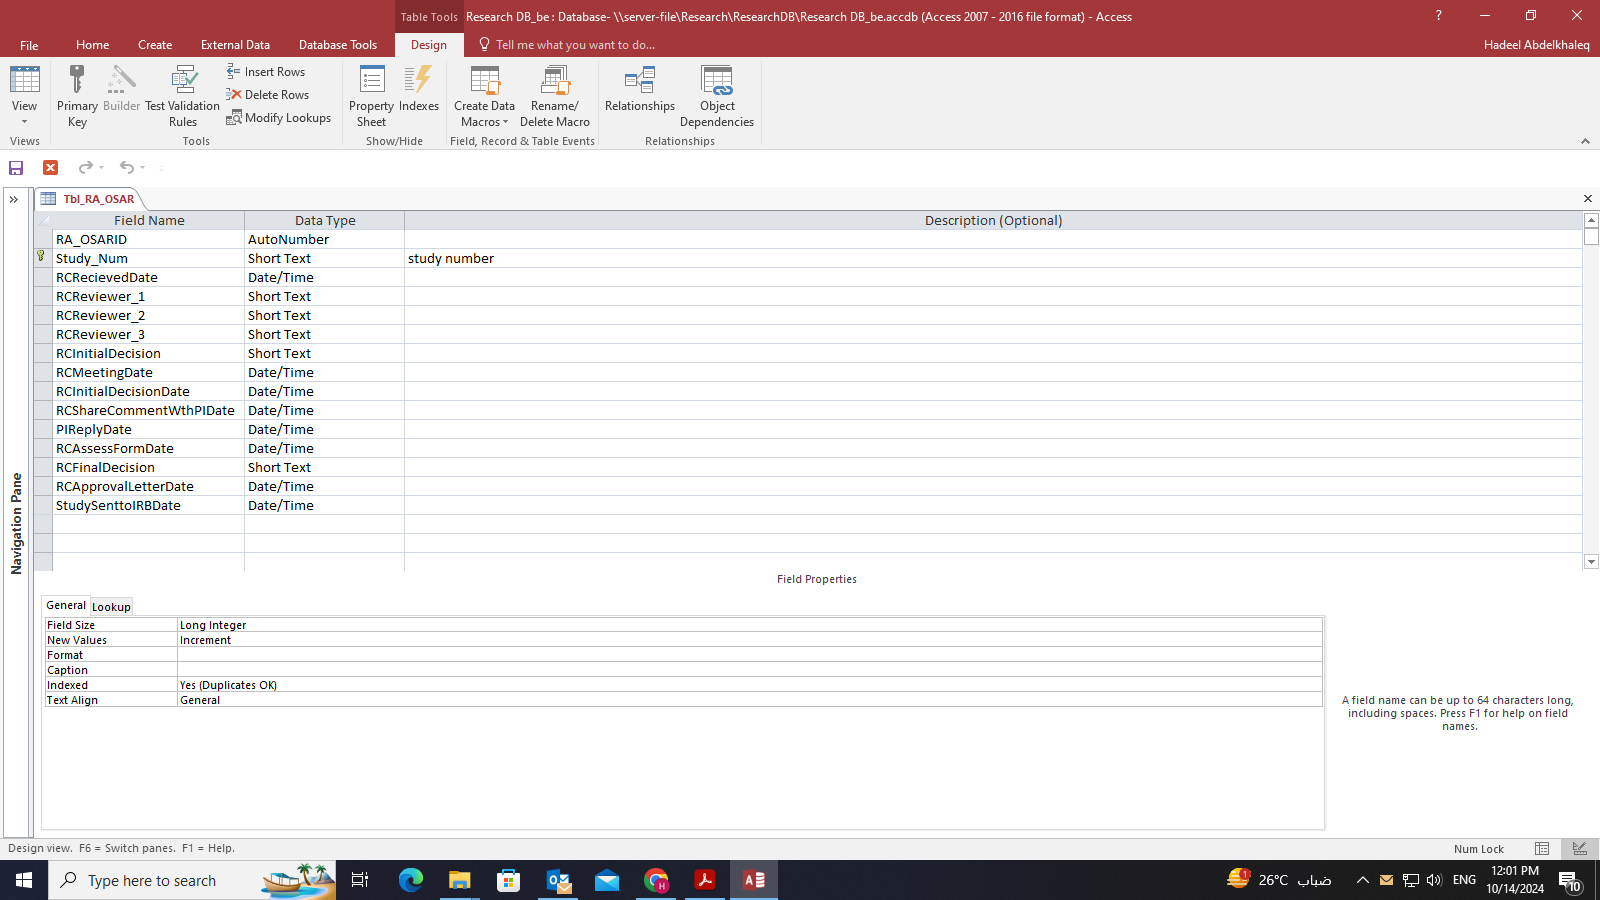 Table Tools Research DB_be : Database- \\server-file\Research\ResearchDB\Research DB_be.accdb (Access 2007 - 2016 file format) - Access ?
File Home Create External Data Database Tools Design Tell me what you want to do... Hadeel Abdelkhaleq
View Primary Key Builder Test Validation Rules Insert Rows Delete Rows Modify Lookups Property Sheet Indexes Create Data Macros Rename/ Delete Macro Relationships Object Dependencies
Views Tools Show/Hide Field, Record & Table Events Relationships
Tbl_RA_OSAR
Field Name Data Type Description (Optional)
RA_OSARID AutoNumber
Study_Num Short Text study number
RCRecievedDate Date/Time
RCReviewer_1 Short Text
RCReviewer_2 Short Text
RCReviewer_3 Short Text
RCInitialDecision Short Text
RCMeetingDate Date/Time
RCInitialDecisionDate Date/Time
RCShareCommentWthPIDate Date/Time
PIReplyDate Date/Time
RCAssessFormDate Date/Time
RCFinalDecision Short Text
RCApprovalLetterDate Date/Time
StudySenttoIRBDate Date/Time
Navigation Pane
Field Properties
General Lookup
Field Size Long Integer
New Values Increment
Format
Caption
Indexed Yes (Duplicates OK)
Text Align General
A field name can be up to 64 characters long,
including spaces. Press F1 for help on field
names.
Design view. F6 = Switch panes. F1 = Help. Num Lock
Type here to search 1 26°C ضباب ENG 12:01 PM
10/14/2024 10